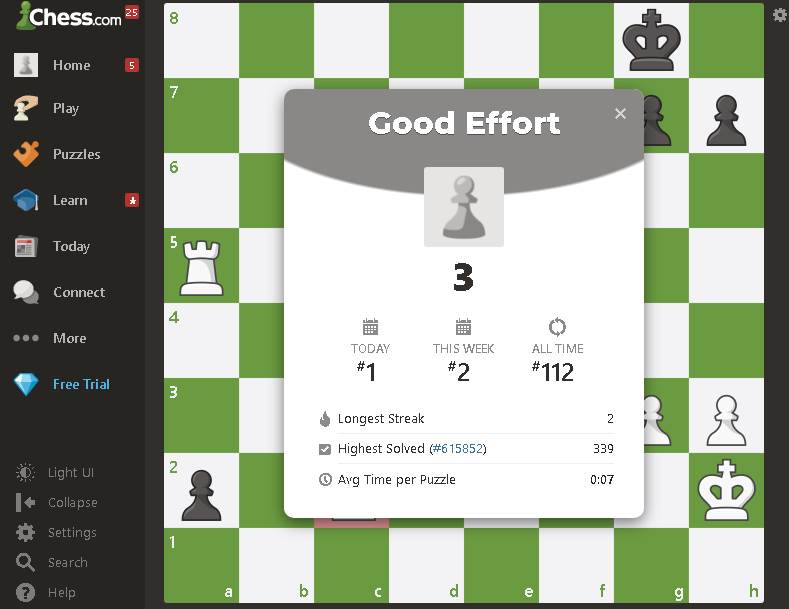 Chess.com 25
Home 5
Play
Puzzles
Learn
Today
Connect
More
Free Trial
Light UI
Collapse
Settings
Search
Help
8
7
6
5
4
3
2
1
a b c d e f g h
Good Effort ×
3
TODAY THIS WEEK ALL TIME
#1 #2 #112
Longest Streak 2
Highest Solved (#615852) 339
Avg Time per Puzzle 0:07